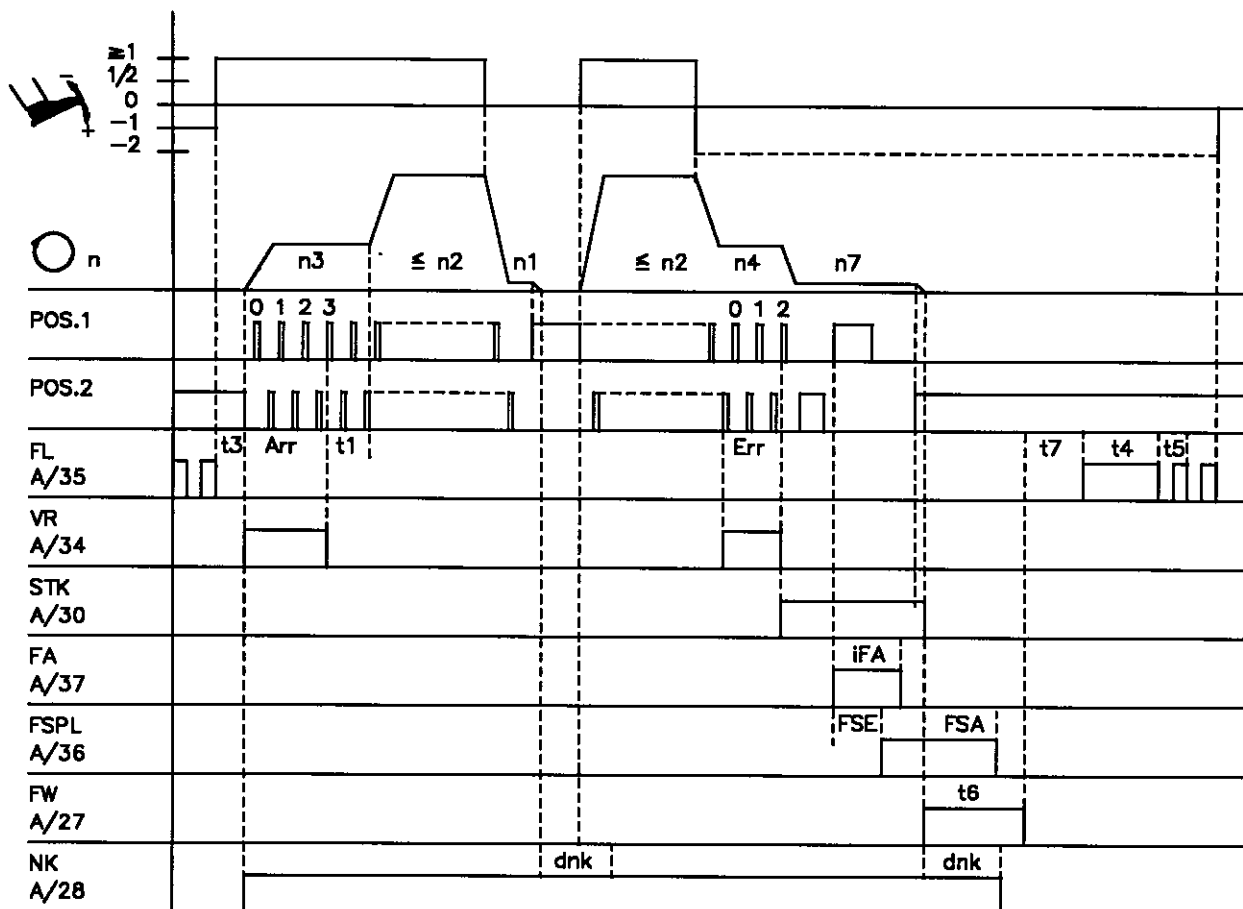 ≧1
1/2
0
−1
−2
−
+
n
n3 ≦ n2 n1 ≦ n2 n4 n7
0 1 2 3 0 1 2
POS.1
POS.2
t3 Arr t1 Err t7 t4 t5
FL
A/35
VR
A/34
STK
A/30
FA iFA
A/37
FSPL FSE FSA
A/36
FW t6
A/27
NK dnk dnk
A/28